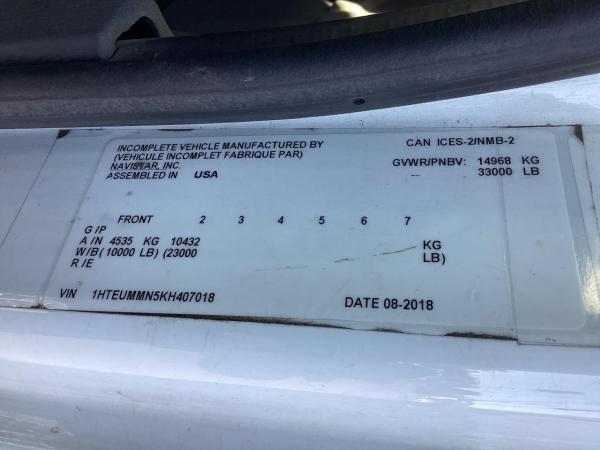 INCOMPLETE VEHICLE MANUFACTURED BY
(VEHICULE INCOMPLET FABRIQUE PAR)
NAVISTAR, INC.
ASSEMBLED IN USA
CAN ICES-2/NMB-2
GVWR/PNBV: 14968 KG
33000 LB
FRONT 2 3 4 5 6 7
G/P
A/N 4535 KG 10432 KG
W/B(10000 LB) (23000 LB)
R/E
VIN 1HTEUMMN5KH407018
DATE 08-2018